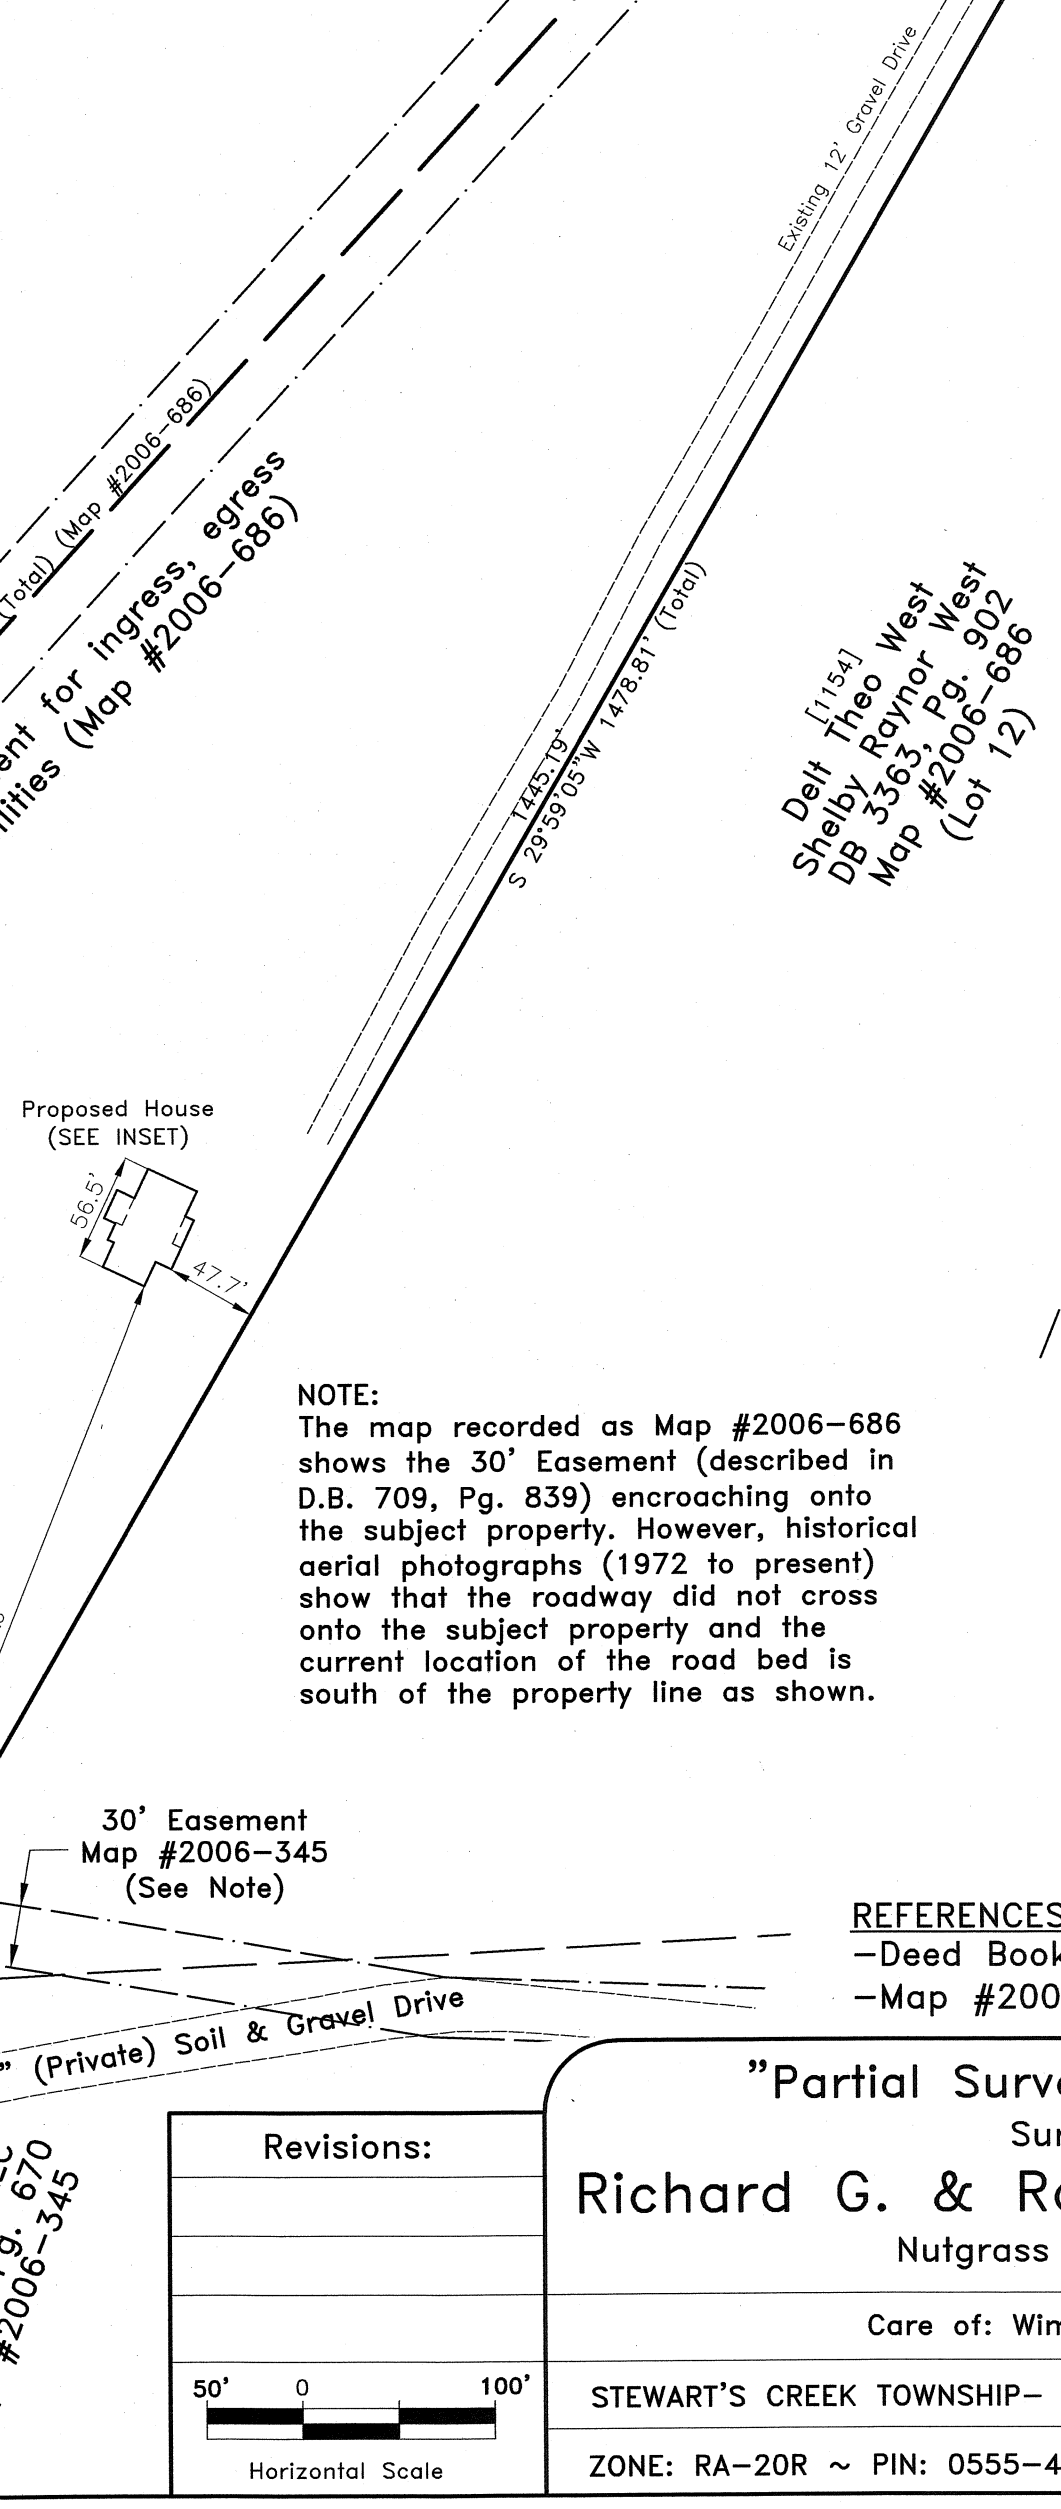 Existing 12' Gravel Drive
(Total) (Map #2006-686)
for ingress, egress
(Map #2006-686)
1445.19'
S 29°59'05"W 1478.81' (Total)
[1154]
Delt Theo West
Shelby Raynor West
DB 3363, Pg. 902
Map #2006-686
(Lot 12)
Proposed House
(SEE INSET)
56.5'
47.7'
NOTE:
The map recorded as Map #2006-686
shows the 30' Easement (described in
D.B. 709, Pg. 839) encroaching onto
the subject property. However, historical
aerial photographs (1972 to present)
show that the roadway did not cross
onto the subject property and the
current location of the road bed is
south of the property line as shown.
30' Easement
Map #2006-345
(See Note)
REFERENCES
-Deed Book
-Map #200
" (Private) Soil & Gravel Drive
670
#2006-345
Revisions:
50' 0 100'
Horizontal Scale
"Partial Surve
Sur
Richard G. & Ro
Nutgrass
Care of: Wim
STEWART'S CREEK TOWNSHIP-
ZONE: RA-20R ~ PIN: 0555-4